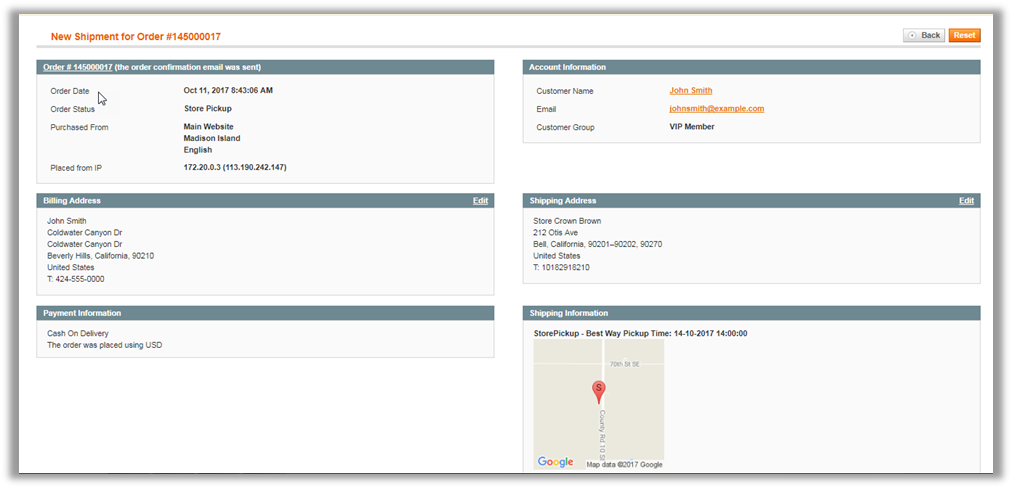 New Shipment for Order #145000017
Back
Reset
Order # 145000017 (the order confirmation email was sent)
Order Date
Oct 11, 2017 8:43:06 AM
Order Status
Store Pickup
Purchased From
Main Website
Madison Island
English
Placed from IP
172.20.0.3 (113.190.242.147)
Account Information
Customer Name
John Smith
Email
johnsmith@example.com
Customer Group
VIP Member
Billing Address
Edit
John Smith
Coldwater Canyon Dr
Coldwater Canyon Dr
Beverly Hills, California, 90210
United States
T: 424-555-0000
Shipping Address
Edit
Store Crown Brown
212 Otis Ave
Bell, California, 90201–90202, 90270
United States
T: 10182918210
Payment Information
Cash On Delivery
The order was placed using USD
Shipping Information
StorePickup - Best Way Pickup Time: 14-10-2017 14:00:00
70th St SE
S
County Rd 10 S
Google
Map data ©2017 Google